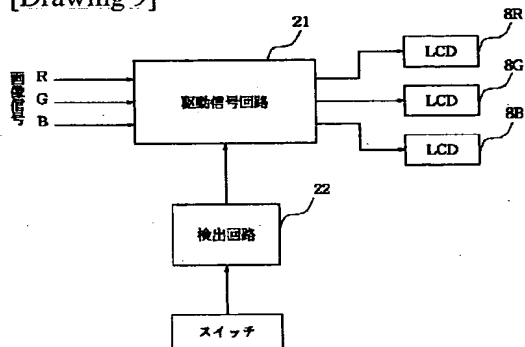 [Drawing 9]
21
8R
LCD
画像信号
R
G
B
駆動信号回路
8G
LCD
8B
LCD
22
検出回路
スイッチ